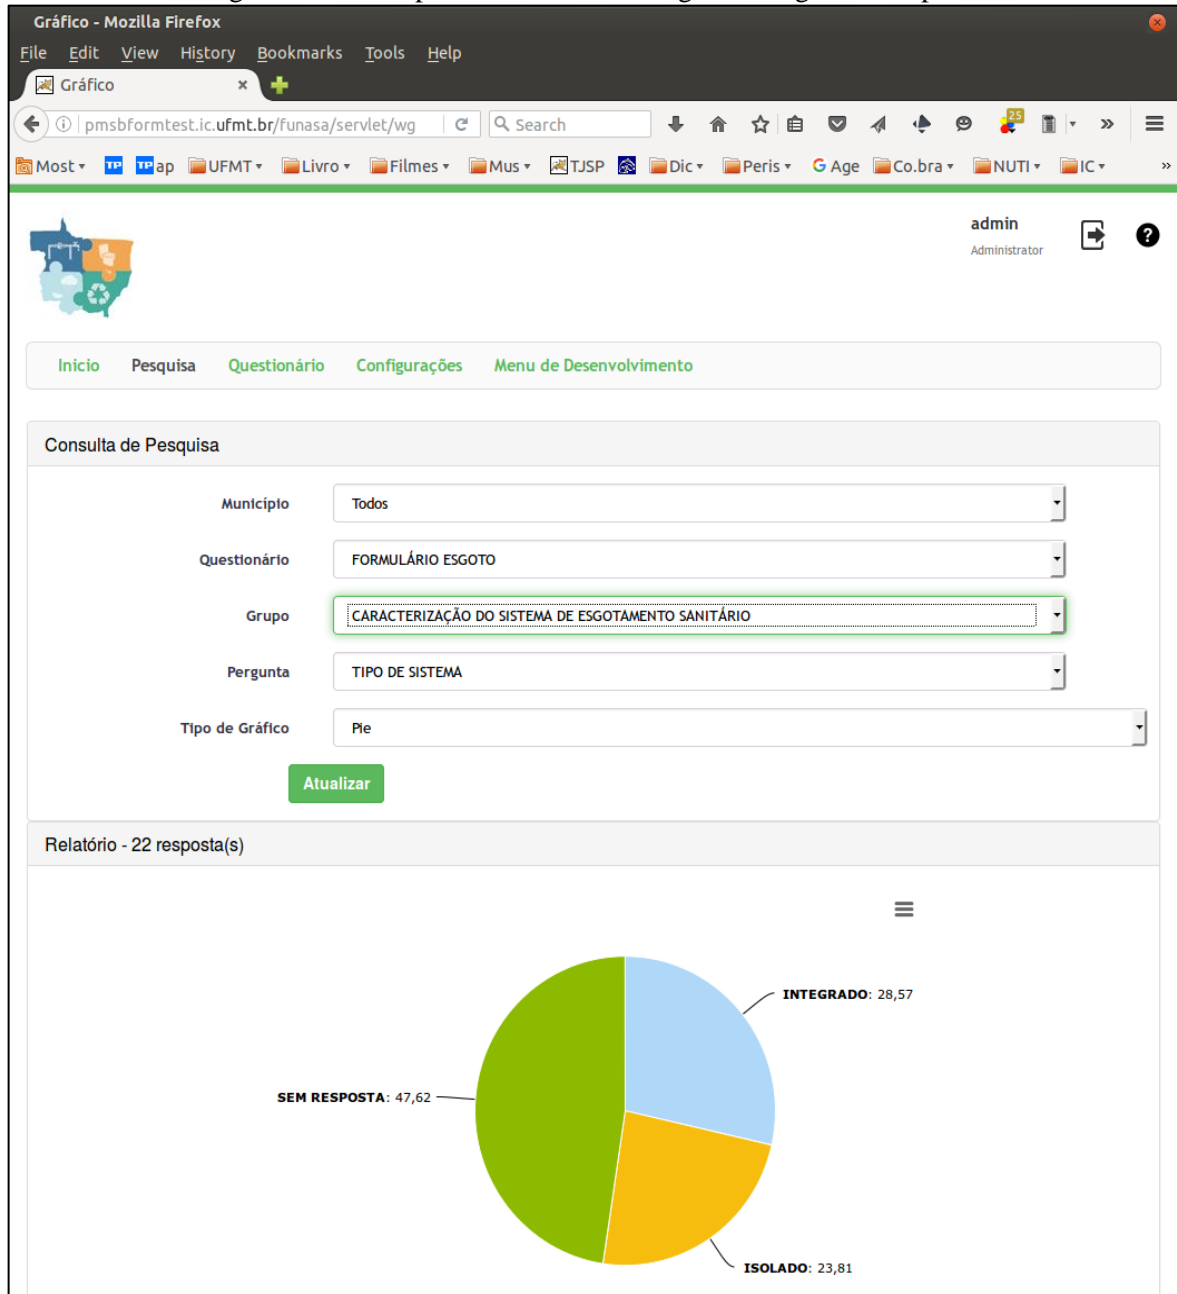 Gráfico - Mozilla Firefox
File Edit View History Bookmarks Tools Help
Gráfico
pmsbformtest.ic.ufmt.br/funasa/servlet/wg Search 25
Most TP TP ap UFMT Livro Filmes Mus TJSP Dic Peris G Age Co.bra NUTI IC »
admin
Administrator
Inicio Pesquisa Questionário Configurações Menu de Desenvolvimento
Consulta de Pesquisa
Município Todos
Questionário FORMULÁRIO ESGOTO
Grupo CARACTERIZAÇÃO DO SISTEMA DE ESGOTAMENTO SANITÁRIO
Pergunta TIPO DE SISTEMA
Tipo de Gráfico Pie
Atualizar
Relatório - 22 resposta(s)
INTEGRADO: 28,57
SEM RESPOSTA: 47,62
ISOLADO: 23,81